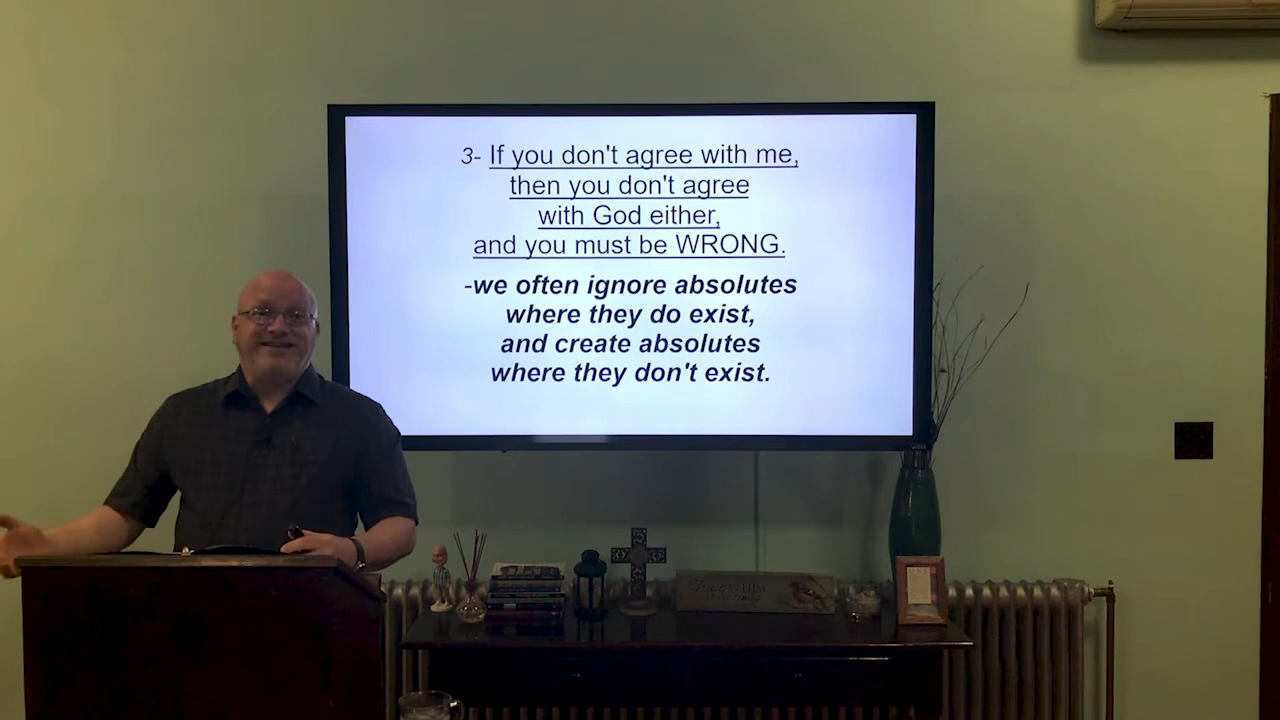 3- If you don't agree with me,
then you don't agree
with God either,
and you must be WRONG.
-we often ignore absolutes
where they do exist,
and create absolutes
where they don't exist.